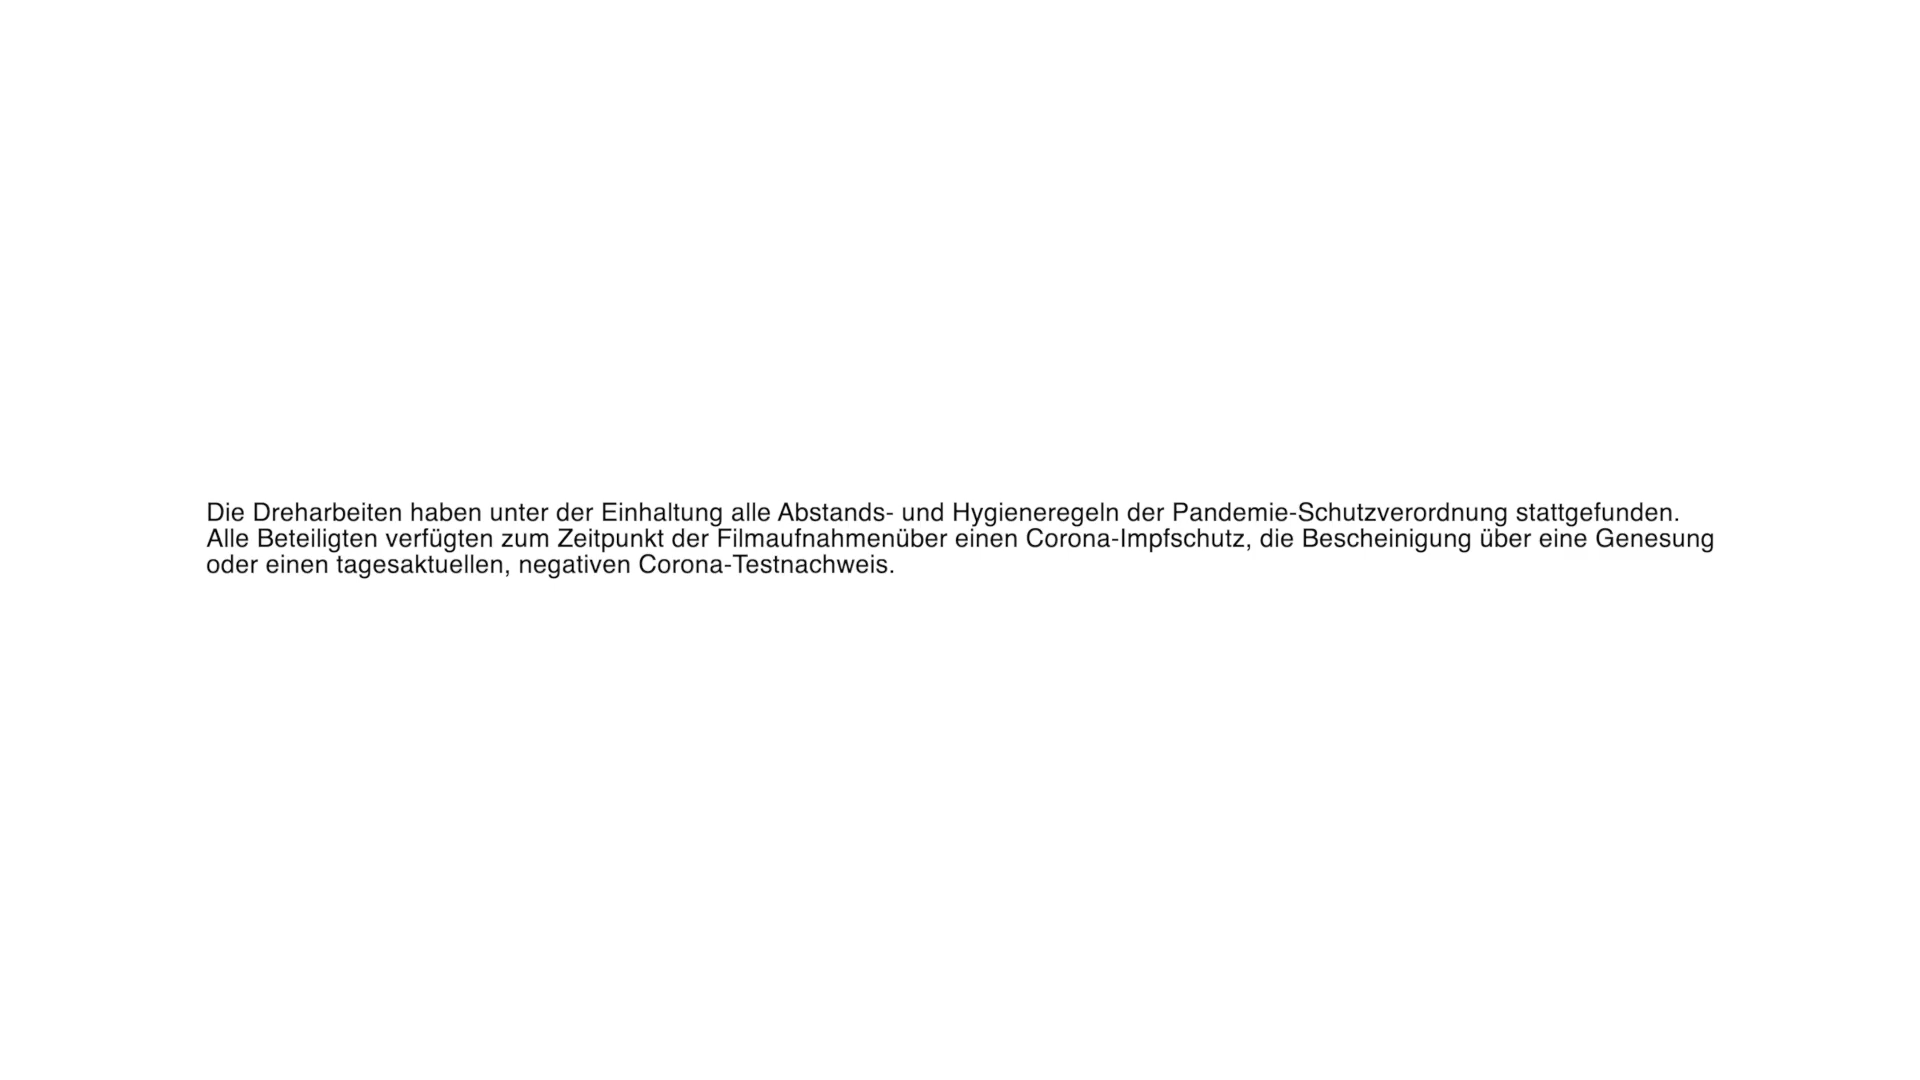 Die Dreharbeiten haben unter der Einhaltung alle Abstands- und Hygieneregeln der Pandemie-Schutzverordnung stattgefunden.
Alle Beteiligten verfügten zum Zeitpunkt der Filmaufnahmenüber einen Corona-Impfschutz, die Bescheinigung über eine Genesung
oder einen tagesaktuellen, negativen Corona-Testnachweis.